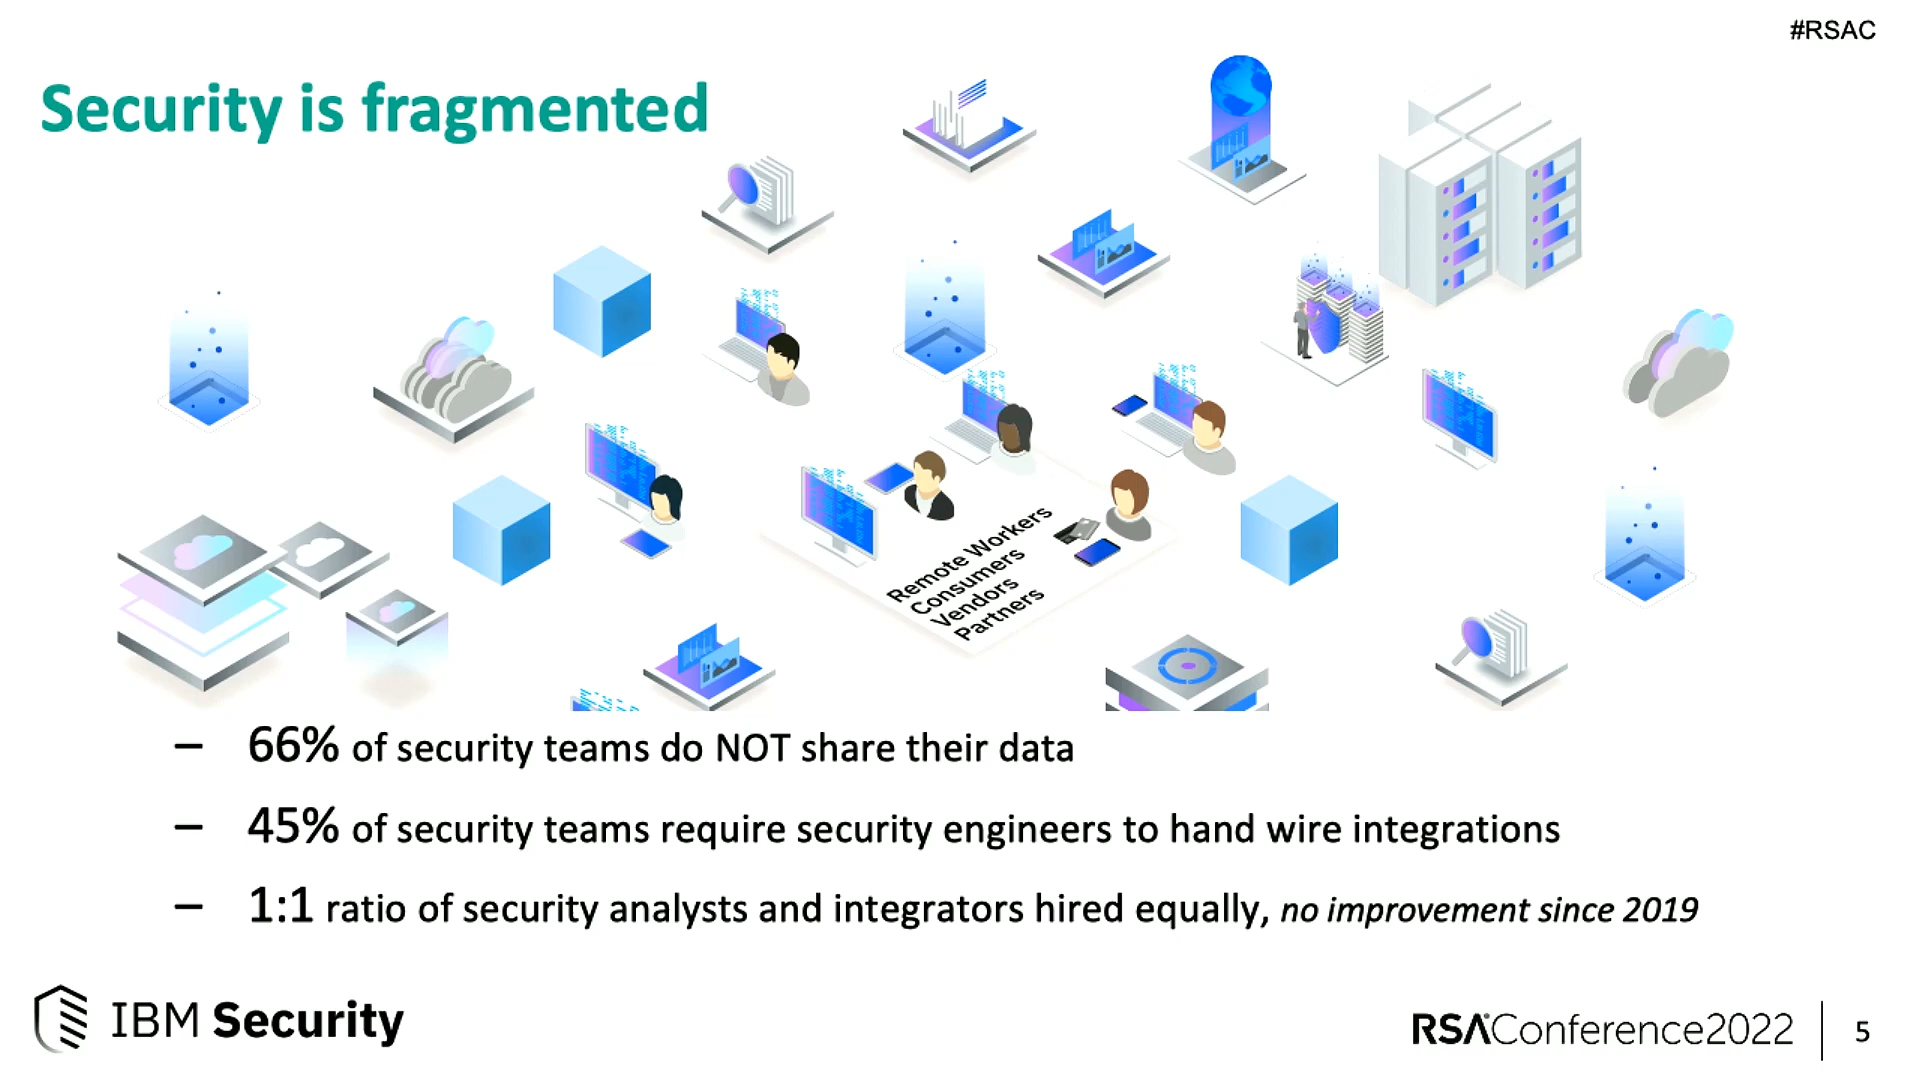 #RSAC
Security is fragmented
Remote Workers
Consumers
Vendors
Partners
– 66% of security teams do NOT share their data
– 45% of security teams require security engineers to hand wire integrations
– 1:1 ratio of security analysts and integrators hired equally, no improvement since 2019
IBM Security
RSAConference2022
5